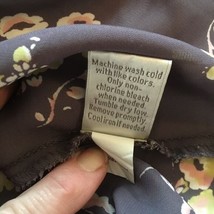 Machine wash cold
with like colors.
Only non-
chlorine bleach
when needed.
Tumble dry low.
Remove promptly
Cool iron if needed